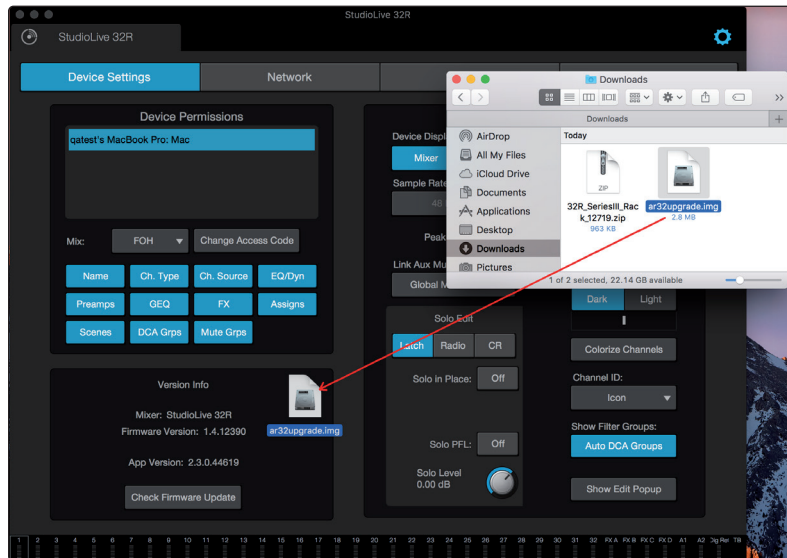 StudioLive 32R
StudioLive 32R
Device Settings
Network
Device Permissions
qatest's MacBook Pro: Mac
Mix:
FOH
Change Access Code
Name
Ch. Type
Ch. Source
EQ/Dyn
Preamps
GEQ
FX
Assigns
Scenes
DCA Grps
Mute Grps
Version Info
Mixer: StudioLive 32R
Firmware Version: 1.4.12390
App Version: 2.3.0.44619
Check Firmware Update
ar32upgrade.img
Device Displ
Mixer
Sample Rate
48
Peak
Link Aux Mu
Global M
Solo Edit
Latch
Radio
CR
Solo in Place:
Off
Solo PFL:
Off
Solo Level
0.00 dB
Dark
Light
Colorize Channels
Channel ID:
Icon
Show Filter Groups:
Auto DCA Groups
Show Edit Popup
Downloads
Downloads
AirDrop
All My Files
iCloud Drive
Documents
Applications
Desktop
Downloads
Pictures
Today
ZIP
32R_SeriesIII_Rac
k_12719.zip
963 KB
ar32upgrade.img
2.8 MB
1 of 2 selected, 22.14 GB available
1 2 3 4 5 6 7 8 9 10 11 12 13 14 15 16 17 18 19 20 21 22 23 24 25 26 27 28 29 30 31 32 FX A FX B FX C FX D A1 A2 Dig Ret TB